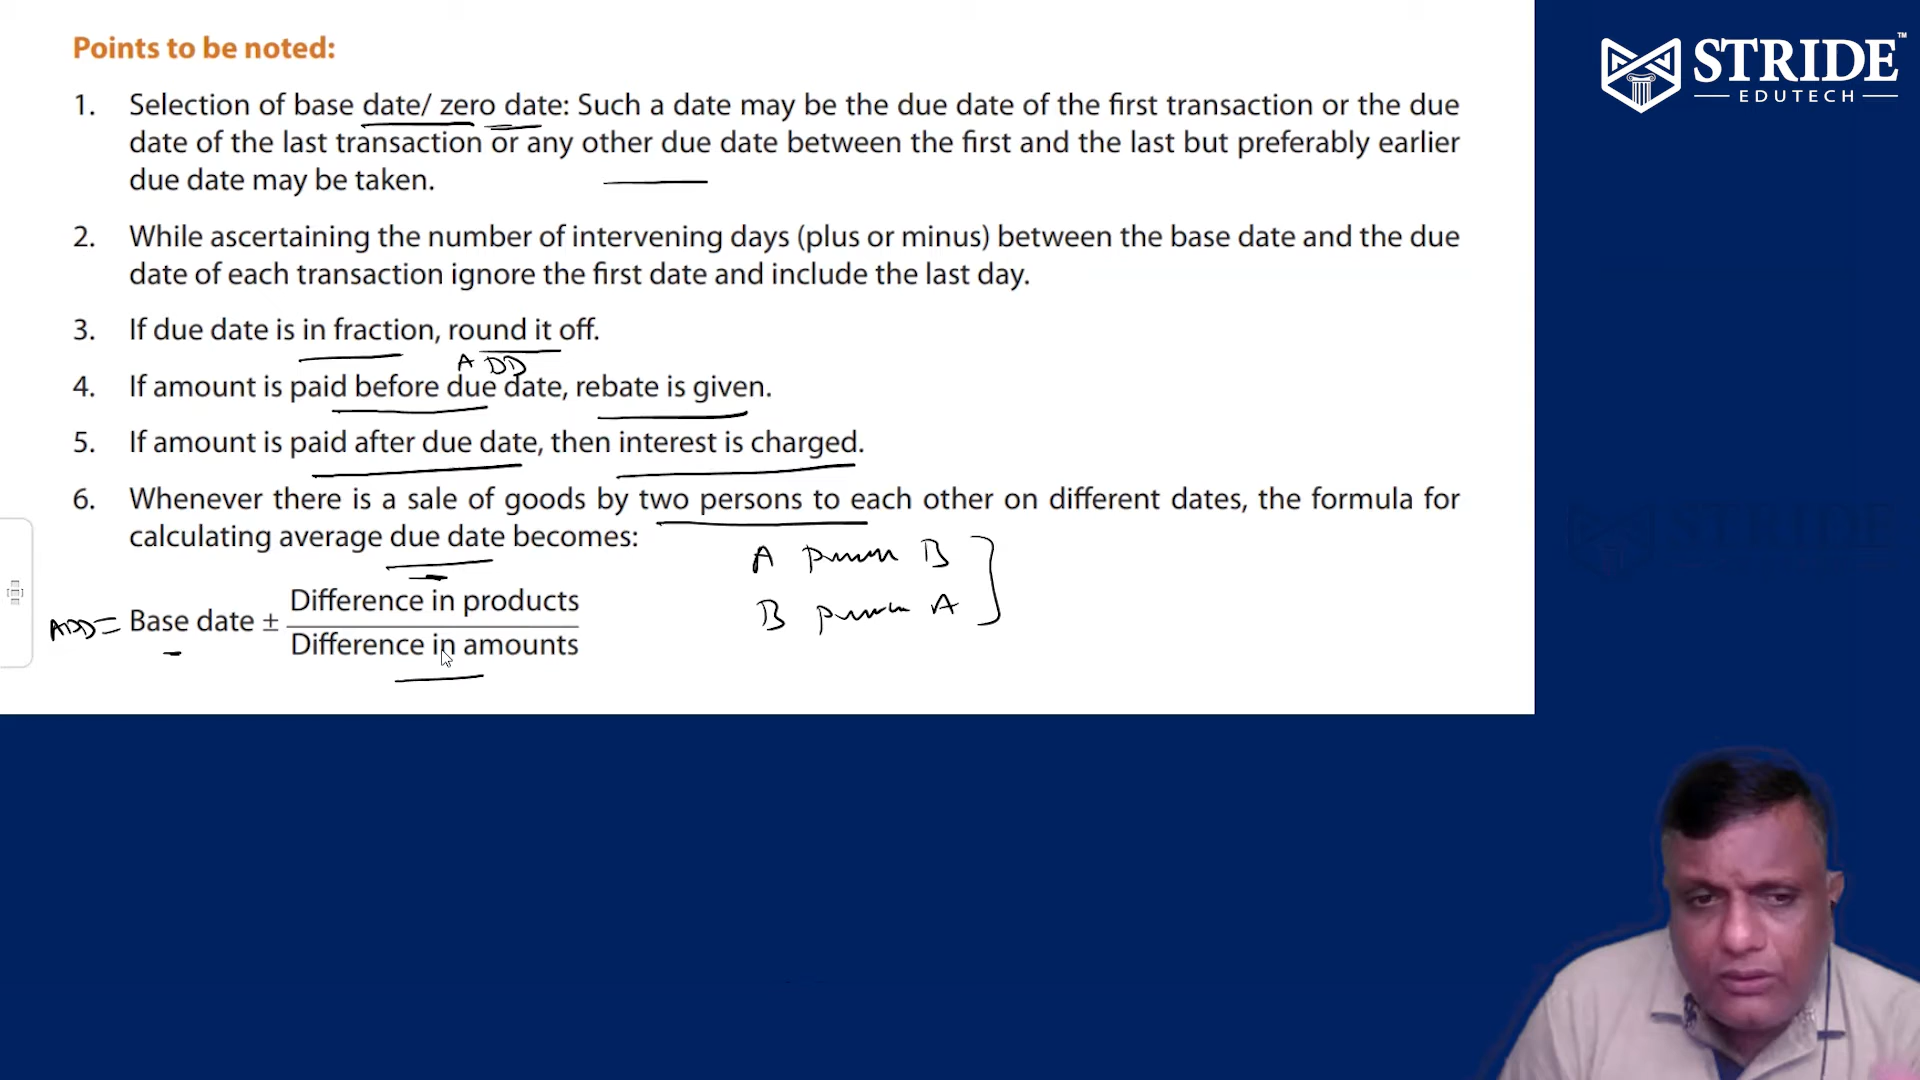 Points to be noted:
1. Selection of base date/ zero date: Such a date may be the due date of the first transaction or the due
date of the last transaction or any other due date between the first and the last but preferably earlier
due date may be taken.
2. While ascertaining the number of intervening days (plus or minus) between the base date and the due
date of each transaction ignore the first date and include the last day.
3. If due date is in fraction, round it off.
ADD
4. If amount is paid before due date, rebate is given.
5. If amount is paid after due date, then interest is charged.
6. Whenever there is a sale of goods by two persons to each other on different dates, the formula for
calculating average due date becomes:
A B
B A
Difference in products
ADD= Base date ±
Difference in amounts
STRIDE™
EDUTECH